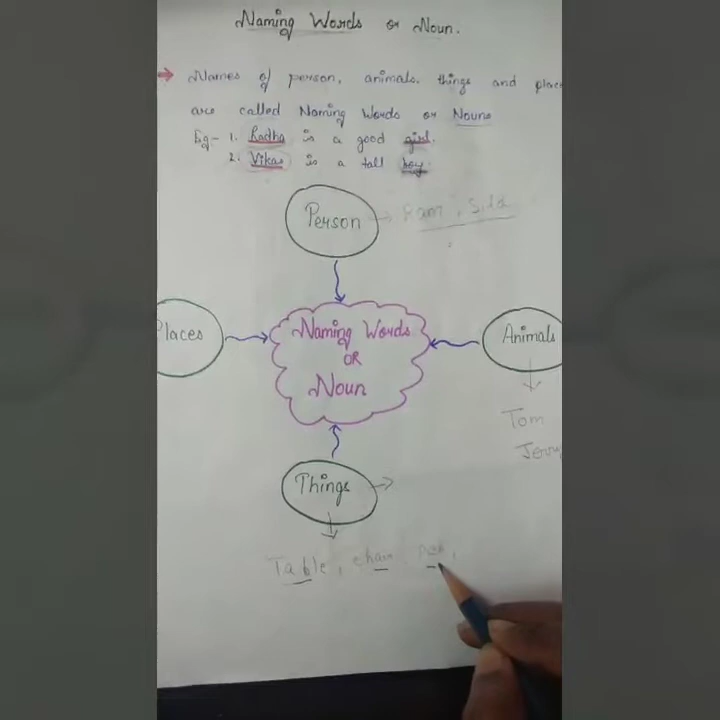 Naming Words or Noun.
Names of person, animals, things and place
are called Naming Words or Nouns
Eg- 1. Radha is a good girl.
2. Vikas is a tall boy.
Person
Ram, Sita
Places
Naming Words
OR
Noun
Animals
Tom
Jerry
Things
Table, chair,